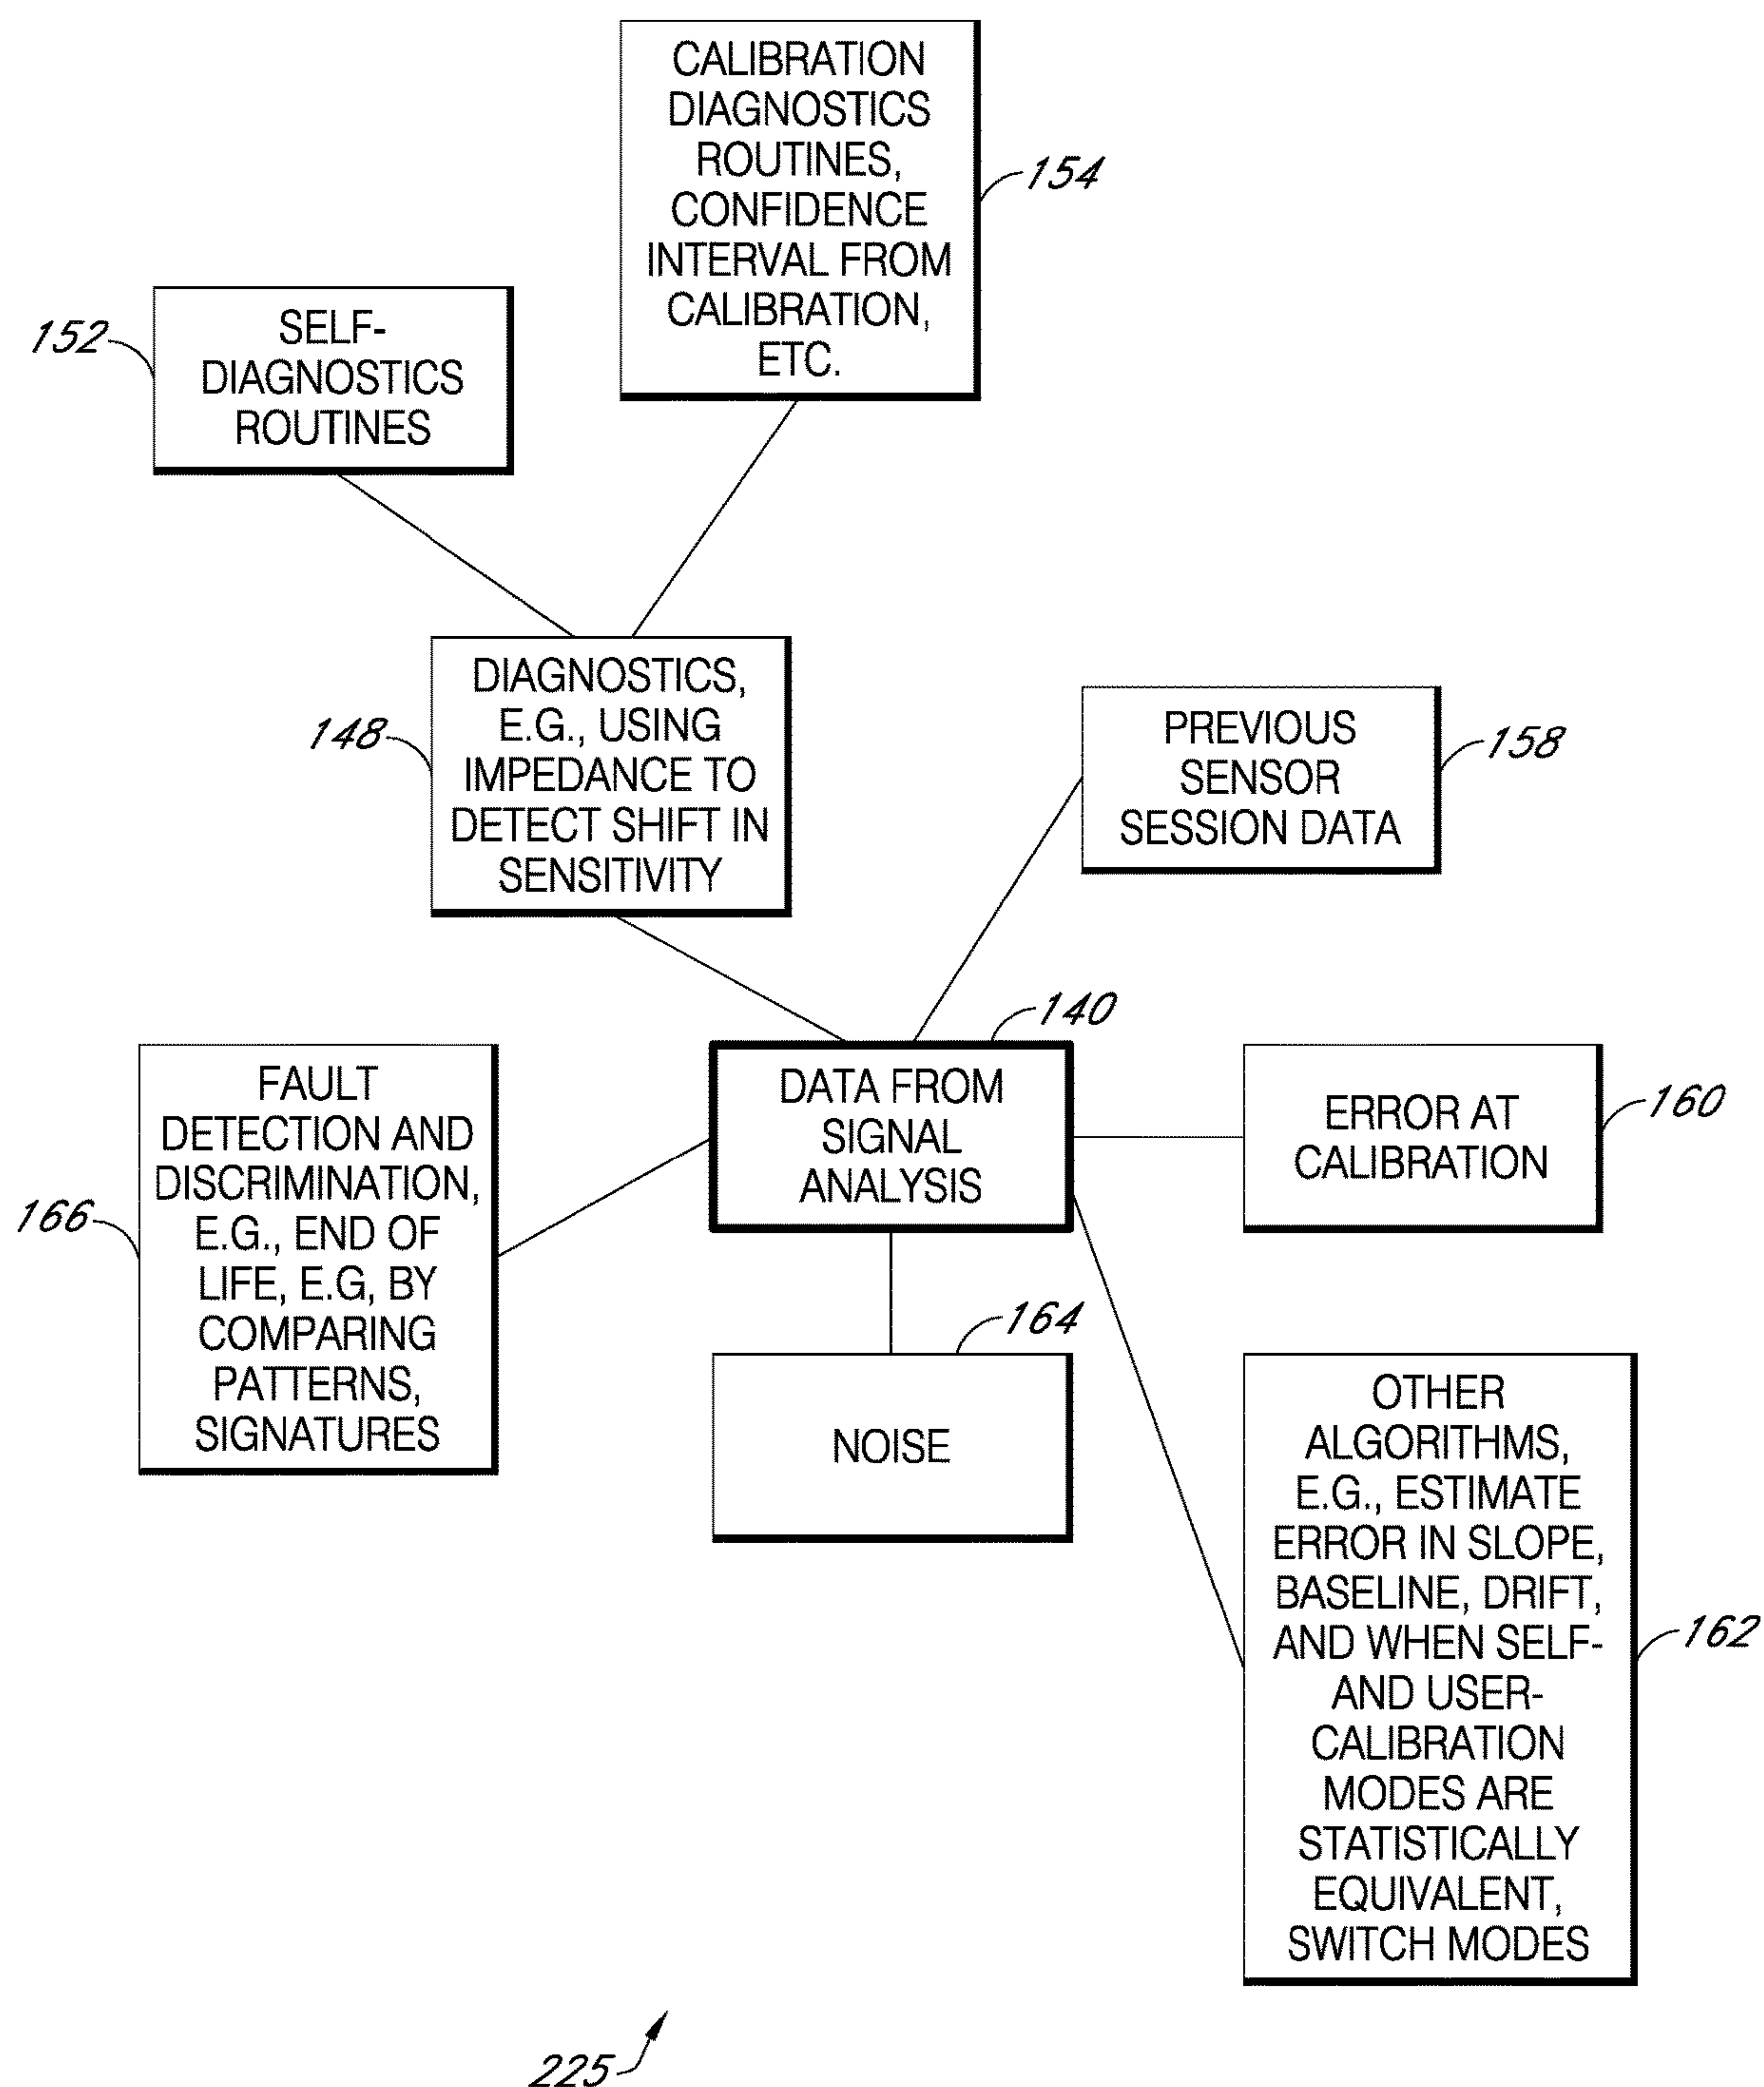 CALIBRATION
DIAGNOSTICS
ROUTINES,
CONFIDENCE
INTERVAL FROM
CALIBRATION,
ETC.
154
152
SELF-
DIAGNOSTICS
ROUTINES
148
DIAGNOSTICS,
E.G., USING
IMPEDANCE TO
DETECT SHIFT IN
SENSITIVITY
PREVIOUS
SENSOR
SESSION DATA
158
140
DATA FROM
SIGNAL
ANALYSIS
166
FAULT
DETECTION AND
DISCRIMINATION,
E.G., END OF
LIFE, E.G, BY
COMPARING
PATTERNS,
SIGNATURES
ERROR AT
CALIBRATION
160
164
NOISE
OTHER
ALGORITHMS,
E.G., ESTIMATE
ERROR IN SLOPE,
BASELINE, DRIFT,
AND WHEN SELF-
AND USER-
CALIBRATION
MODES ARE
STATISTICALLY
EQUIVALENT,
SWITCH MODES
162
225